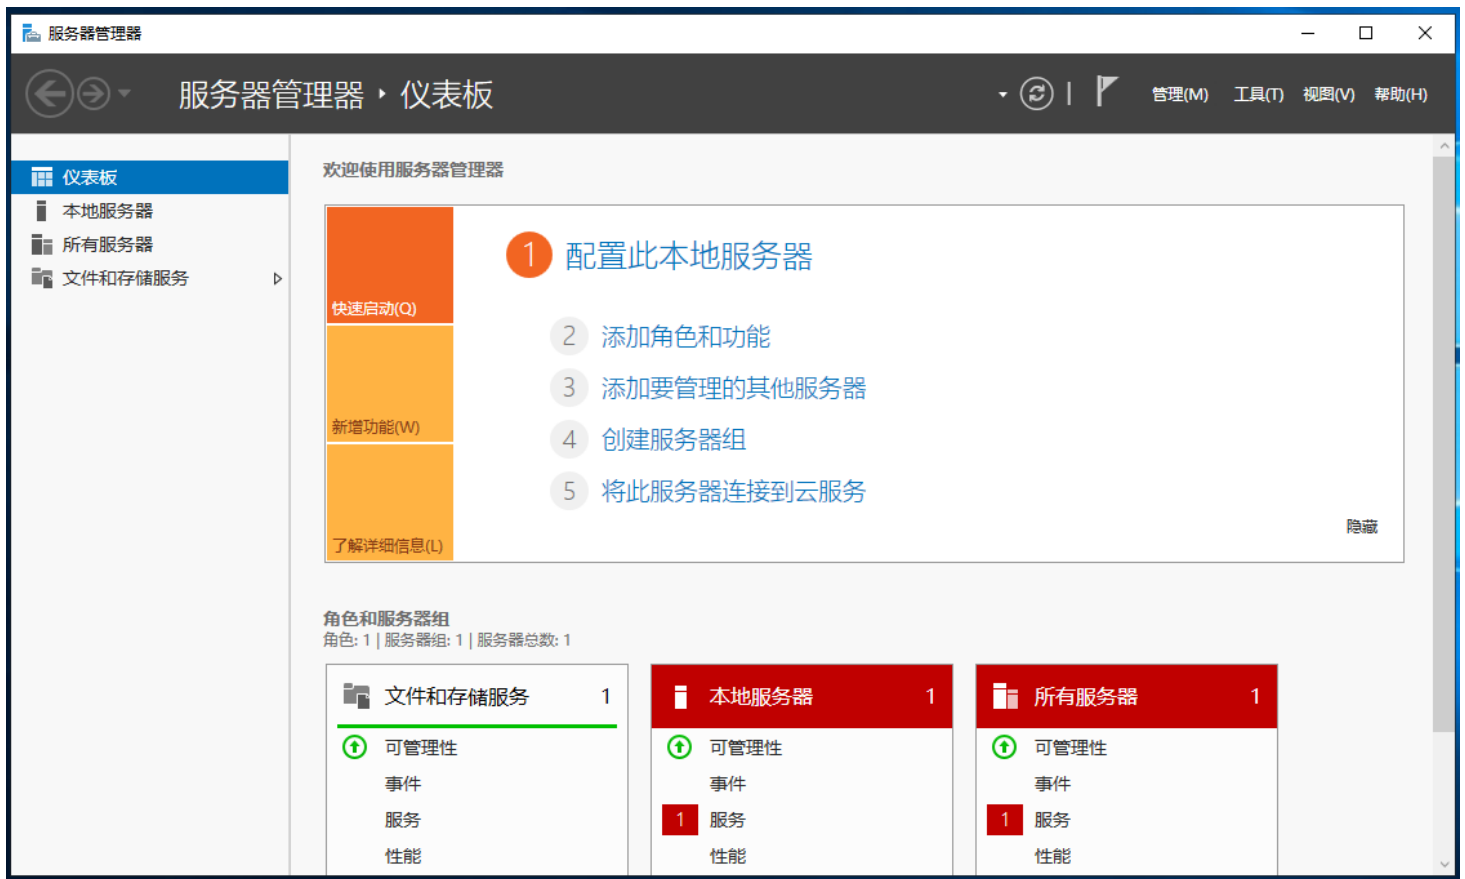 服务器管理器
服务器管理器 ‣ 仪表板
管理(M) 工具(T) 视图(V) 帮助(H)
仪表板
本地服务器
所有服务器
文件和存储服务
欢迎使用服务器管理器
快速启动(Q)
新增功能(W)
了解详细信息(L)
1 配置此本地服务器
2 添加角色和功能
3 添加要管理的其他服务器
4 创建服务器组
5 将此服务器连接到云服务
隐藏
角色和服务器组
角色: 1 | 服务器组: 1 | 服务器总数: 1
文件和存储服务 1
可管理性
事件
服务
性能
本地服务器 1
可管理性
事件
1 服务
性能
所有服务器 1
可管理性
事件
1 服务
性能